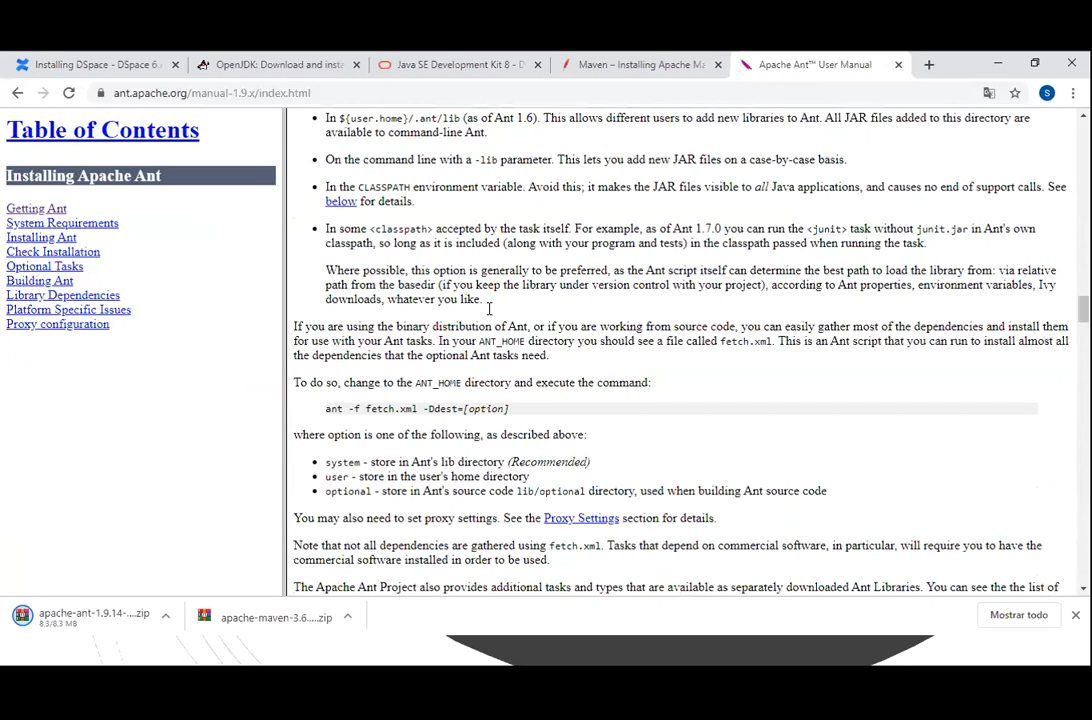 Installing DSpace - DSpace 6.
OpenJDK: Download and insta
Java SE Development Kit 8 - D
Maven – Installing Apache Ma
Apache Ant™ User Manual
ant.apache.org/manual-1.9.x/index.html
S
Table of Contents
Installing Apache Ant
Getting Ant
System Requirements
Installing Ant
Check Installation
Optional Tasks
Building Ant
Library Dependencies
Platform Specific Issues
Proxy configuration
• In ${user.home}/.ant/lib (as of Ant 1.6). This allows different users to add new libraries to Ant. All JAR files added to this directory are
available to command-line Ant.
• On the command line with a -lib parameter. This lets you add new JAR files on a case-by-case basis.
• In the CLASSPATH environment variable. Avoid this; it makes the JAR files visible to all Java applications, and causes no end of support calls. See
below for details.
• In some <classpath> accepted by the task itself. For example, as of Ant 1.7.0 you can run the <junit> task without junit.jar in Ant's own
classpath, so long as it is included (along with your program and tests) in the classpath passed when running the task.
Where possible, this option is generally to be preferred, as the Ant script itself can determine the best path to load the library from: via relative
path from the basedir (if you keep the library under version control with your project), according to Ant properties, environment variables, Ivy
downloads, whatever you like.
If you are using the binary distribution of Ant, or if you are working from source code, you can easily gather most of the dependencies and install them
for use with your Ant tasks. In your ANT_HOME directory you should see a file called fetch.xml. This is an Ant script that you can run to install almost all
the dependencies that the optional Ant tasks need.
To do so, change to the ANT_HOME directory and execute the command:
ant -f fetch.xml -Ddest=[option]
where option is one of the following, as described above:
• system - store in Ant's lib directory (Recommended)
• user - store in the user's home directory
• optional - store in Ant's source code lib/optional directory, used when building Ant source code
You may also need to set proxy settings. See the Proxy Settings section for details.
Note that not all dependencies are gathered using fetch.xml. Tasks that depend on commercial software, in particular, will require you to have the
commercial software installed in order to be used.
The Apache Ant Project also provides additional tasks and types that are available as separately downloaded Ant Libraries. You can see the the list of
apache-ant-1.9.14-....zip
8,3/8,3 MB
apache-maven-3.6.....zip
Mostrar todo